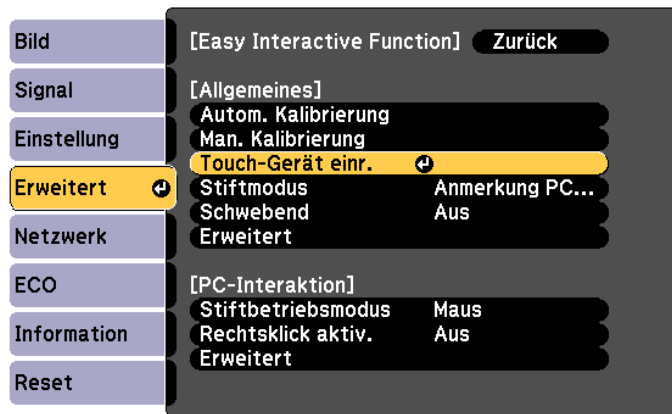 Bild
Signal
Einstellung
Erweitert
Netzwerk
ECO
Information
Reset
[Easy Interactive Function] Zurück
[Allgemeines]
Autom. Kalibrierung
Man. Kalibrierung
Touch-Gerät einr.
Stiftmodus Anmerkung PC...
Schwebend Aus
Erweitert
[PC-Interaktion]
Stiftbetriebsmodus Maus
Rechtsklick aktiv. Aus
Erweitert